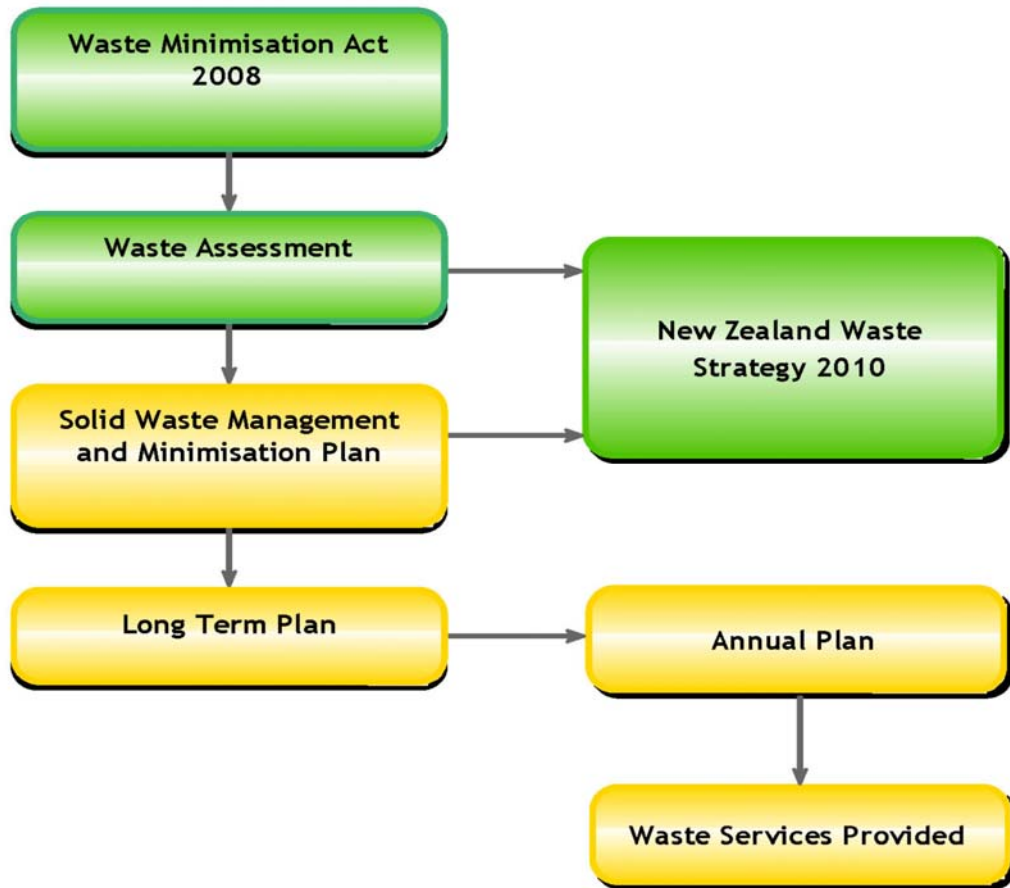 Waste Minimisation Act
2008
Waste Assessment
New Zealand Waste
Strategy 2010
Solid Waste Management
and Minimisation Plan
Long Term Plan
Annual Plan
Waste Services Provided